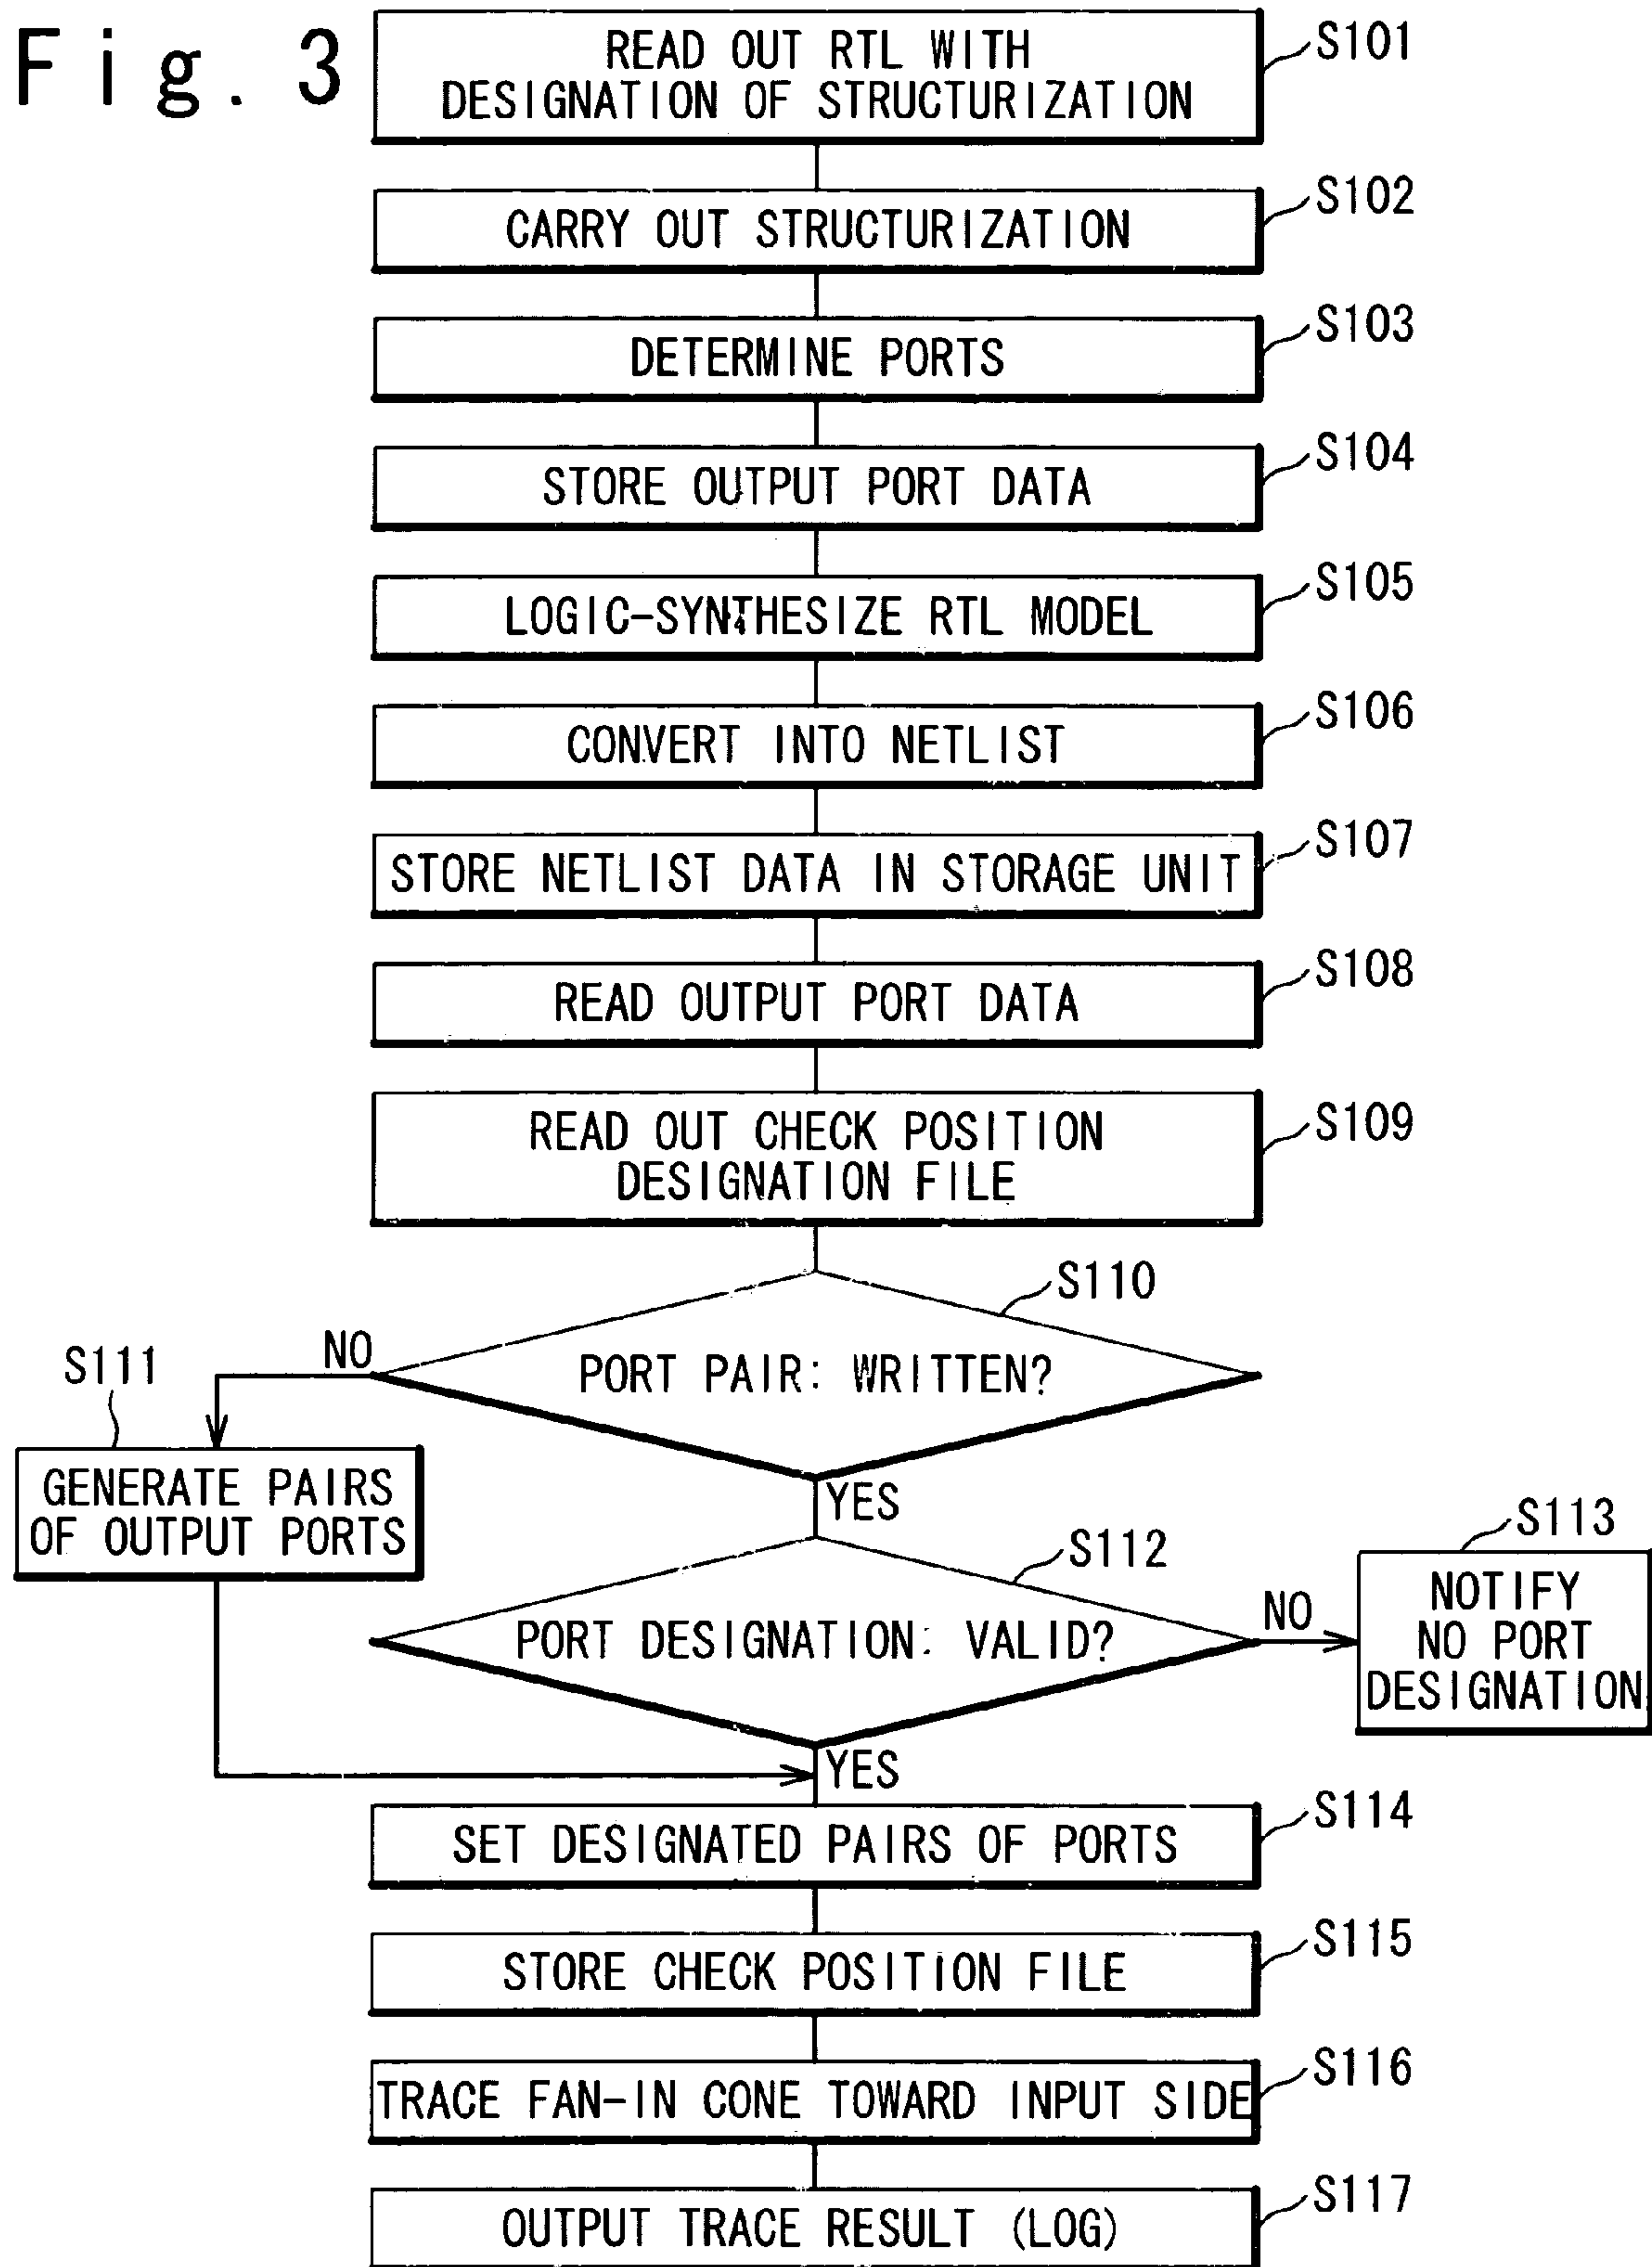 Fig. 3
READ OUT RTL WITH
DESIGNATION OF STRUCTURIZATION
S101
CARRY OUT STRUCTURIZATION
S102
DETERMINE PORTS
S103
STORE OUTPUT PORT DATA
S104
LOGIC-SYNTHESIZE RTL MODEL
S105
CONVERT INTO NETLIST
S106
STORE NETLIST DATA IN STORAGE UNIT
S107
READ OUTPUT PORT DATA
S108
READ OUT CHECK POSITION
DESIGNATION FILE
S109
PORT PAIR: WRITTEN?
S110
NO
YES
S111
GENERATE PAIRS
OF OUTPUT PORTS
PORT DESIGNATION: VALID?
S112
NO
YES
S113
NOTIFY
NO PORT
DESIGNATION
SET DESIGNATED PAIRS OF PORTS
S114
STORE CHECK POSITION FILE
S115
TRACE FAN-IN CONE TOWARD INPUT SIDE
S116
OUTPUT TRACE RESULT (LOG)
S117